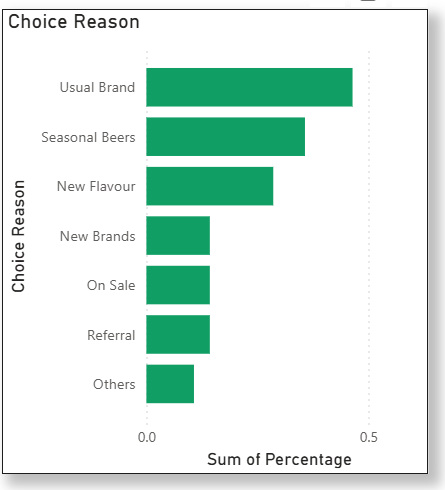 Choice Reason
Choice Reason
Usual Brand
Seasonal Beers
New Flavour
New Brands
On Sale
Referral
Others
0.0 0.5
Sum of Percentage